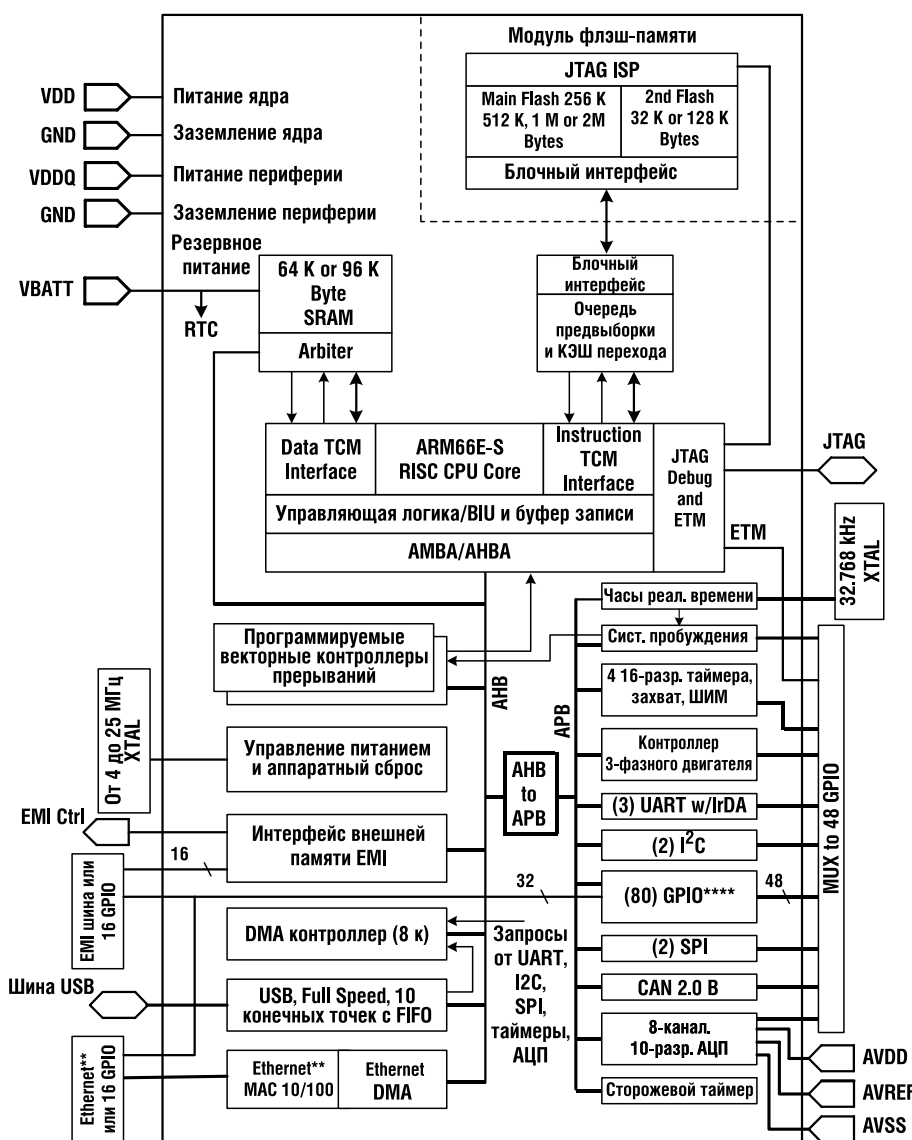 Модуль флэш-памяти
JTAG ISP
Main Flash 256 K
512 K, 1 M or 2M
Bytes
2nd Flash
32 K or 128 K
Bytes
Блочный интерфейс
VDD
Питание ядра
GND
Заземление ядра
VDDQ
Питание периферии
GND
Заземление периферии
Резервное
питание
VBATT
RTC
64 K or 96 K
Byte
SRAM
Arbiter
Блочный
интерфейс
Очередь
предвыборки
и КЭШ перехода
Data TCM
Interface
ARM66E-S
RISC CPU Core
Instruction
TCM
Interface
JTAG
Debug
and
ETM
Управляющая логика/BIU и буфер записи
AMBA/AHBA
JTAG
ETM
32.768 kHz
XTAL
Программируемые
векторные контроллеры
прерываний
От 4 до 25 МГц
XTAL
Управление питанием
и аппаратный сброс
EMI Ctrl
Интерфейс внешней
памяти EMI
16
EMI шина или
16 GPIO
DMA контроллер (8 к)
Шина USB
USB, Full Speed, 10
конечных точек с FIFO
Ethernet**
или 16 GPIO
Ethernet**
MAC 10/100
Ethernet
DMA
AHB
AHB
to
APB
APB
32
Запросы
от UART,
I2C,
SPI,
таймеры,
АЦП
Часы реал. времени
Сист. пробуждения
4 16-разр. таймера,
захват, ШИМ
Контроллер
3-фазного двигателя
(3) UART w/IrDA
(2) I²C
(80) GPIO****
48
(2) SPI
CAN 2.0 B
8-канал.
10-разр. АЦП
Сторожевой таймер
MUX to 48 GPIO
AVDD
AVREF
AVSS